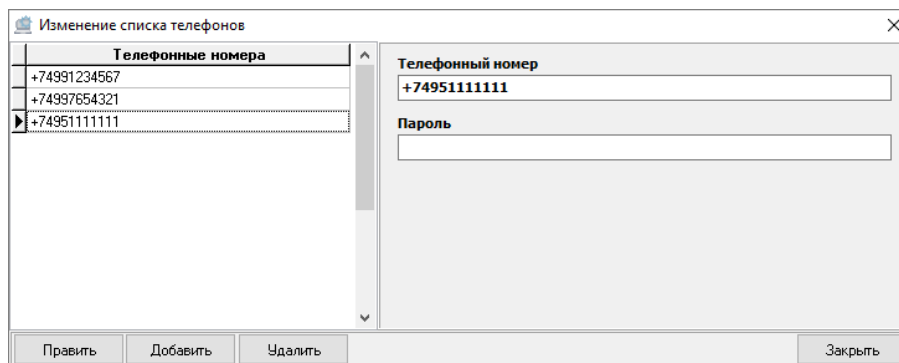 Изменение списка телефонов
Телефонные номера
+74991234567
+74997654321
+74951111111
Телефонный номер
+74951111111
Пароль
Править Добавить Удалить Закрыть